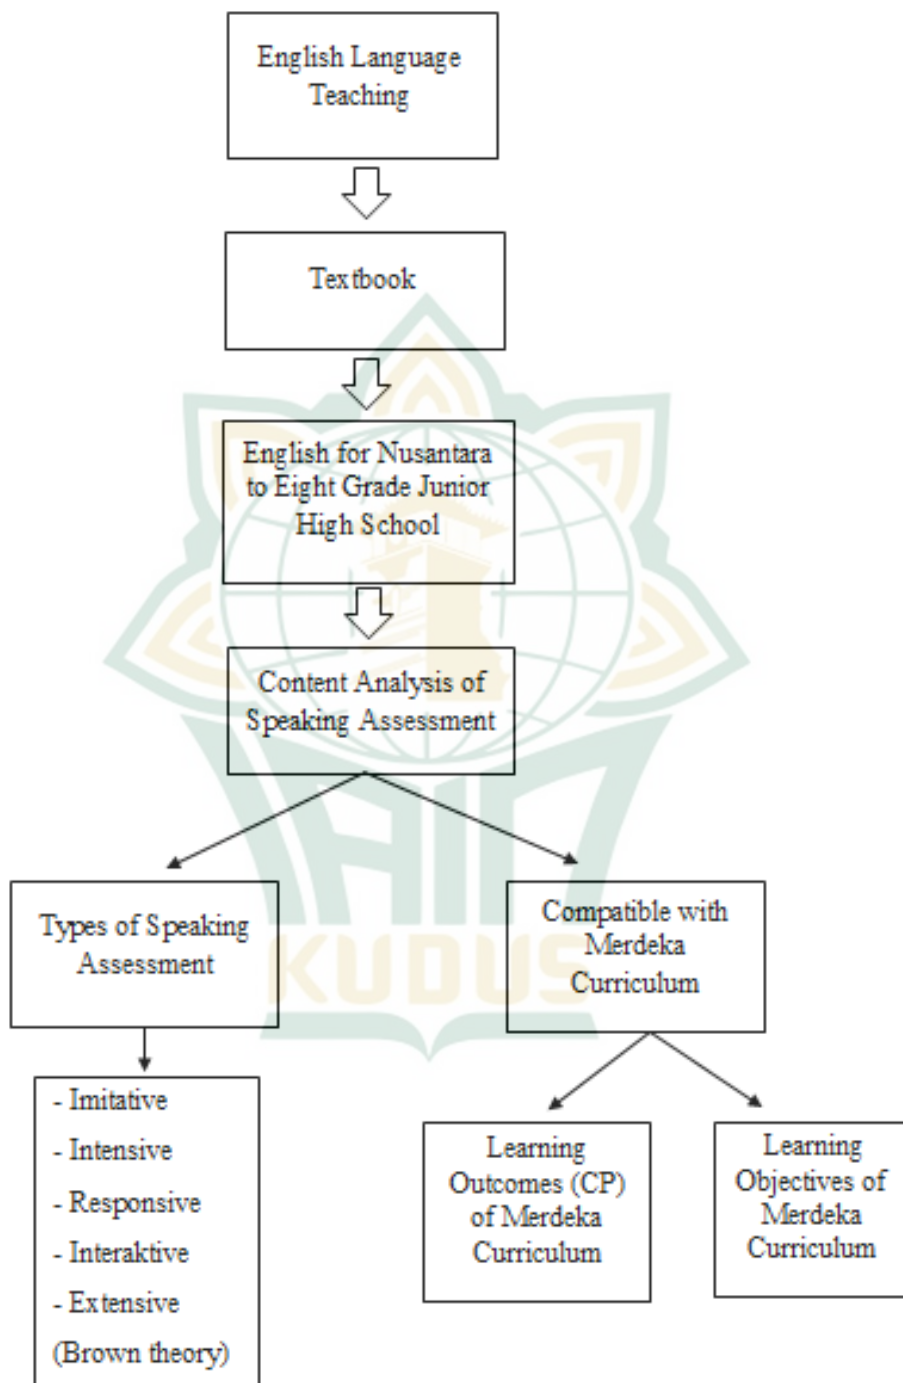 English Language
Teaching
Textbook
English for Nusantara
to Eight Grade Junior
High School
Content Analysis of
Speaking Assessment
Types of Speaking
Assessment
Compatible with
Merdeka
Curriculum
- Imitative
- Intensive
- Responsive
- Interaktive
- Extensive
(Brown theory)
Learning
Outcomes (CP)
of Merdeka
Curriculum
Learning
Objectives of
Merdeka
Curriculum
IAIN
KUDUS